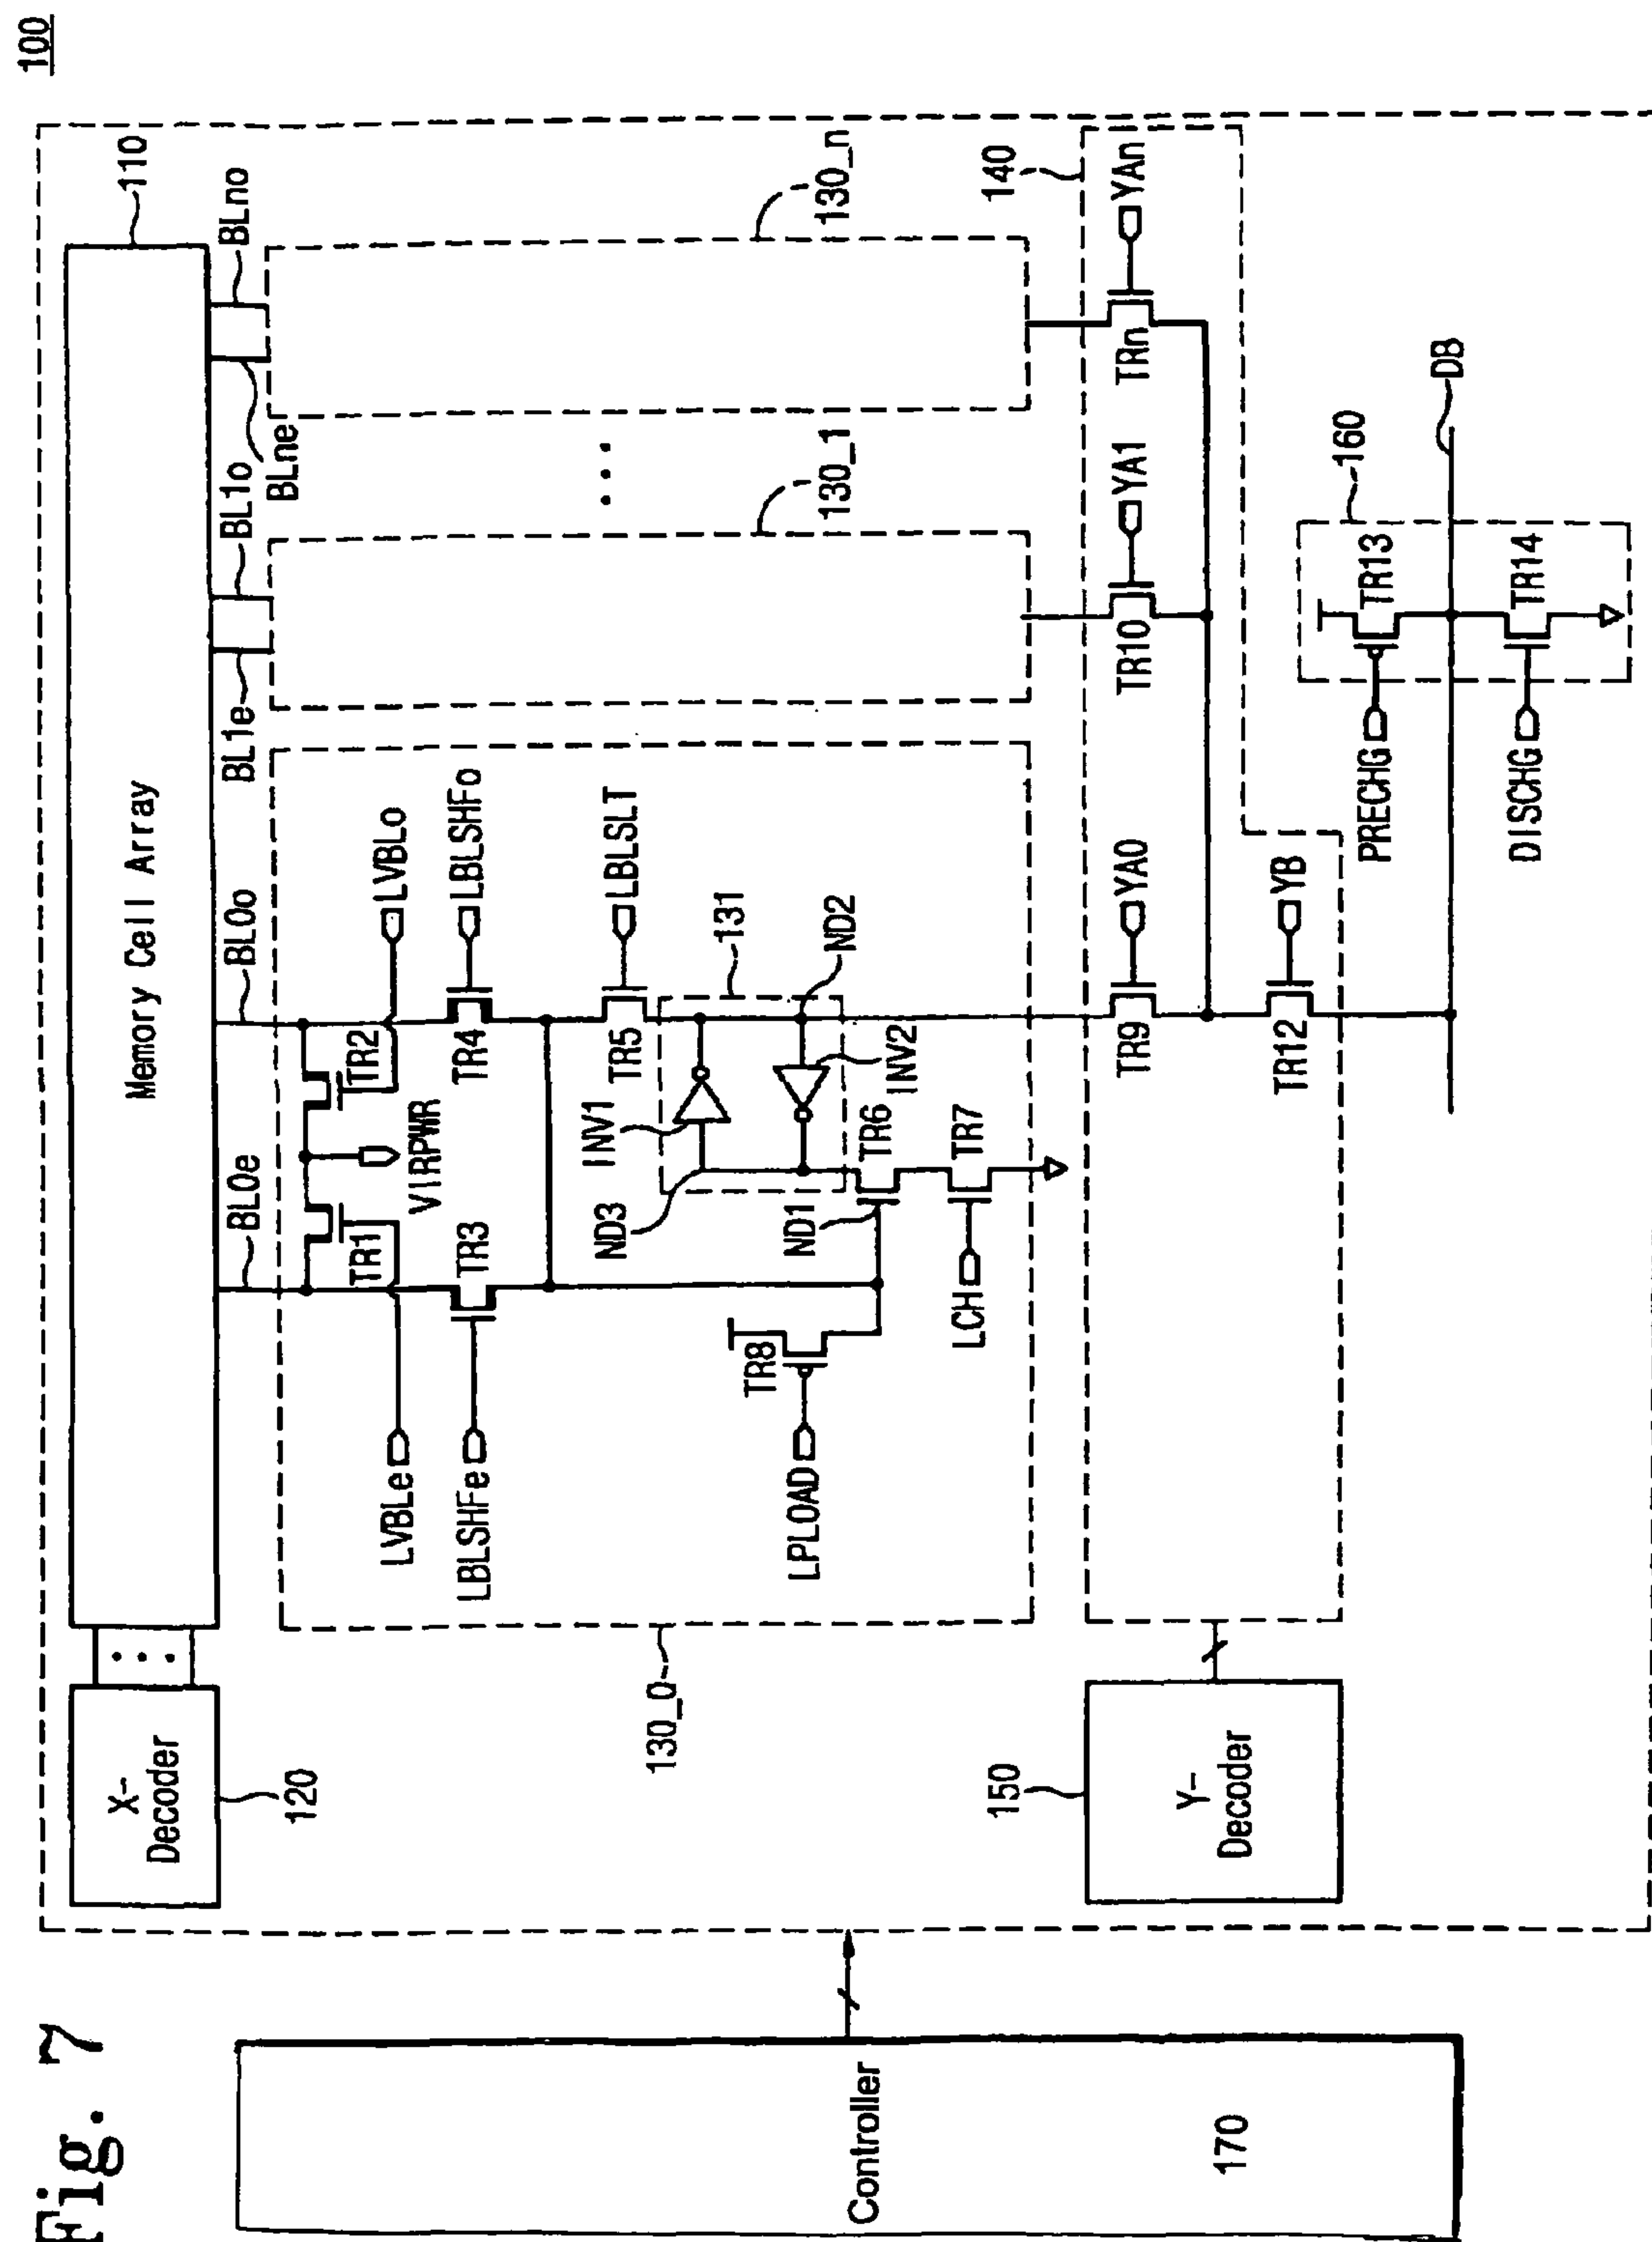 Fig. 7
100
Memory Cell Array
110
X-
Decoder
120
BL0e
BL0o
BL1e
BL1o
BLne
BLno
LVBLe
TR1
TR2
LVBLo
VIRPWR
LBLSHFe
TR3
TR4
LBLSHFo
TR5
LBLSLT
INV1
131
ND3
ND2
INV2
TR8
LPLOAD
ND1
TR6
LCH
TR7
130_0
130_1
130_n
...
140
Y-
Decoder
150
TR9
YA0
TR10
YA1
TRn
YAn
TR12
YB
160
PRECHG
TR13
DB
DISCHG
TR14
Controller
170